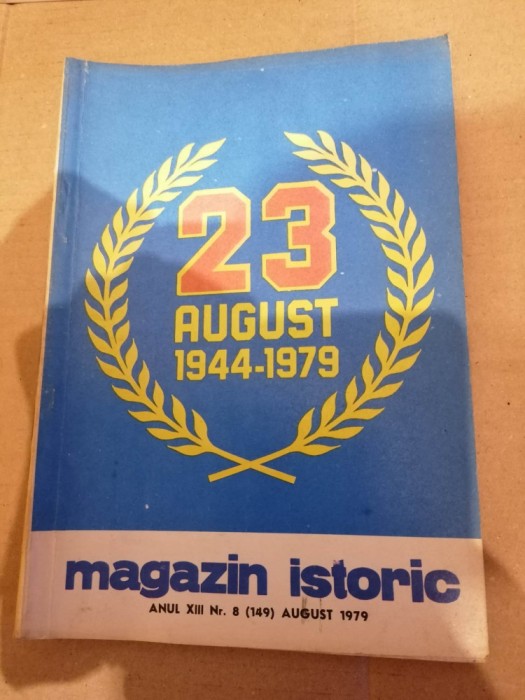 23
AUGUST
1944-1979
magazin istoric
ANUL XIII Nr. 8 (149) AUGUST 1979